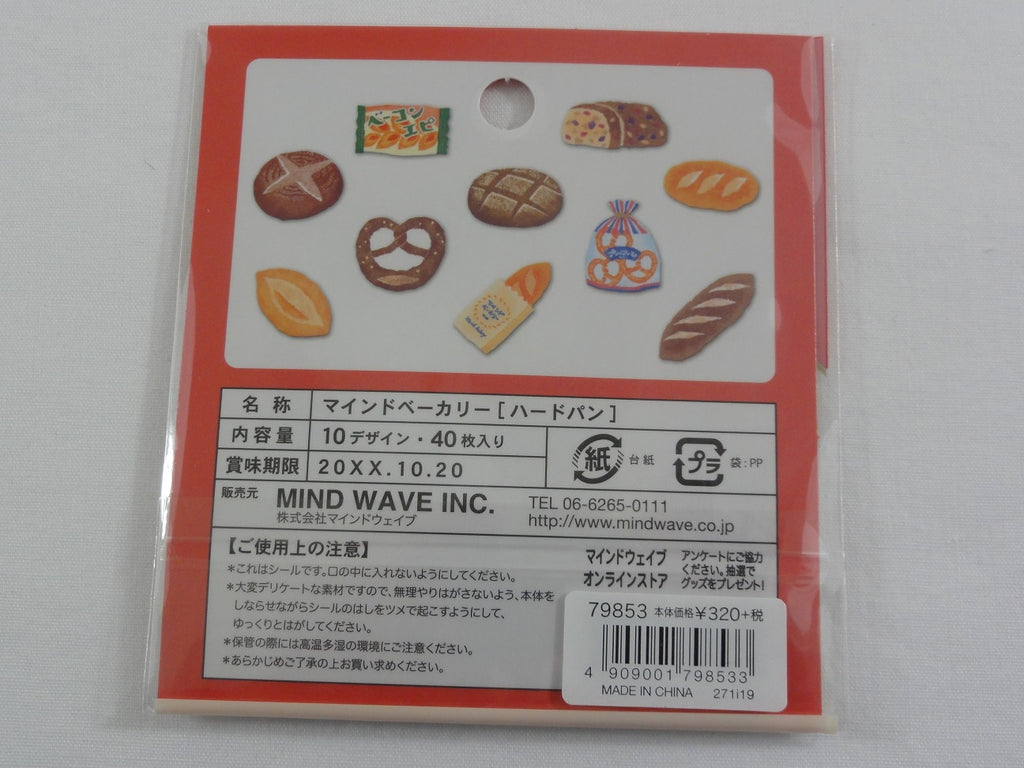 ベーコン
エピ
名称
マインドベーカリー[ハードパン]
内容量
10デザイン・40枚入り
賞味期限
20XX.10.20
紙
台紙
プラ
袋:PP
販売元
MIND WAVE INC.
株式会社マインドウェイブ
TEL 06-6265-0111
http://www.mindwave.co.jp
【ご使用上の注意】
*これはシールです。口の中に入れないようにしてください。
*大変デリケートな素材ですので、無理やりはがさないよう、本体を
しならせながらシールのはしをツメで起こすようにして、
ゆっくりとはがしてください。
*保管の際には高温多湿の環境にご注意ください。
*あらかじめご了承の上お買い求めください。
マインドウェイブ
オンラインストア
アンケートにご協力
ください。抽選で
グッズをプレゼント!
79853 本体価格¥320+税
4 909001 798533
MADE IN CHINA 271i19